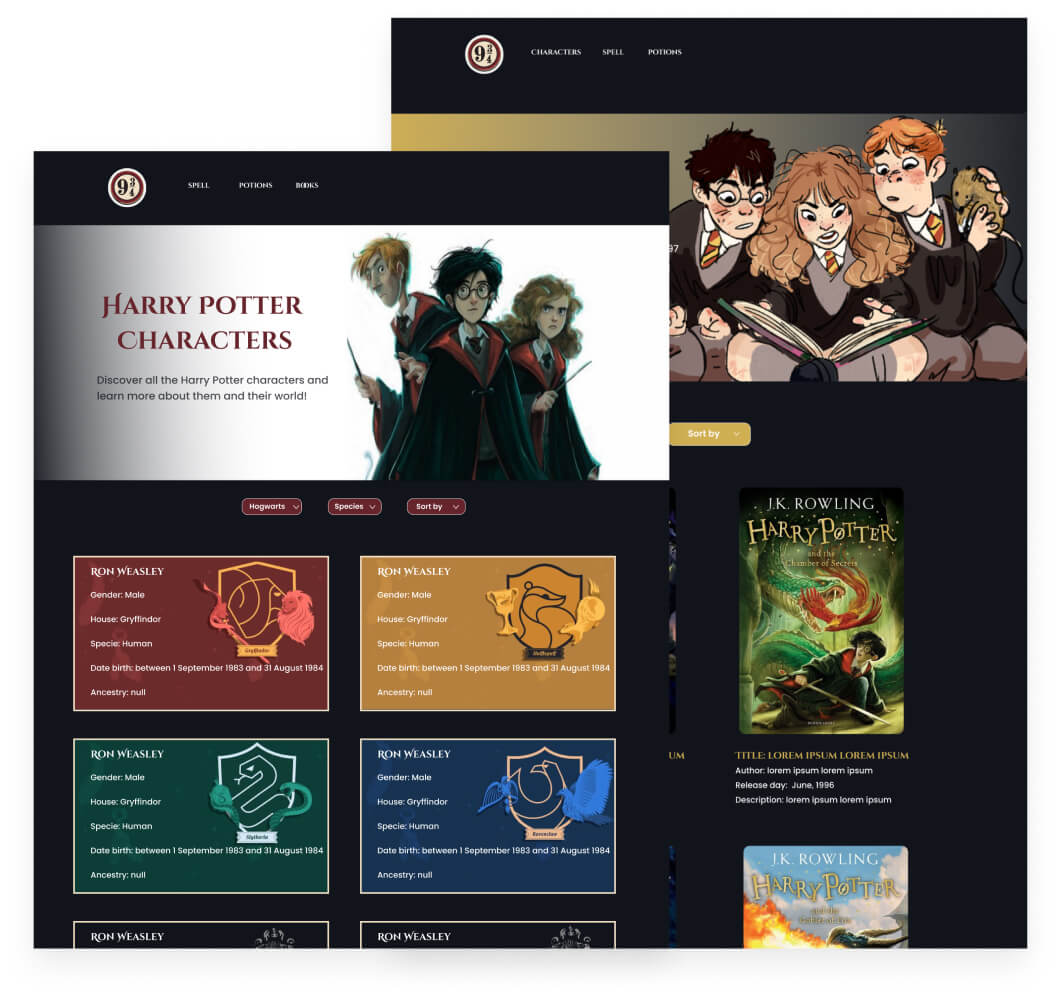 9 3/4
CHARACTERS SPELL POTIONS
97
Sort by
J.K. ROWLING
HARRY POTTER
and the
Chamber of Secrets
UM
TITLE: LOREM IPSUM LOREM IPSUM
Author: lorem ipsum lorem ipsum
Release day: June, 1996
Description: lorem ipsum lorem ipsum
J.K. ROWLING
HARRY POTTER
and the
Goblet of Fire
9 3/4
SPELL POTIONS BOOKS
HARRY POTTER
CHARACTERS
Discover all the Harry Potter characters and
learn more about them and their world!
Hogwarts Species Sort by
RON WEASLEY
Gender: Male
House: Gryffindor
Specie: Human
Date birth: between 1 September 1983 and 31 August 1984
Ancestry: null
Gryffindor
RON WEASLEY
Gender: Male
House: Gryffindor
Specie: Human
Date birth: between 1 September 1983 and 31 August 1984
Ancestry: null
Hufflepuff
RON WEASLEY
Gender: Male
House: Gryffindor
Specie: Human
Date birth: between 1 September 1983 and 31 August 1984
Ancestry: null
Slytherin
RON WEASLEY
Gender: Male
House: Gryffindor
Specie: Human
Date birth: between 1 September 1983 and 31 August 1984
Ancestry: null
Ravenclaw
RON WEASLEY
RON WEASLEY